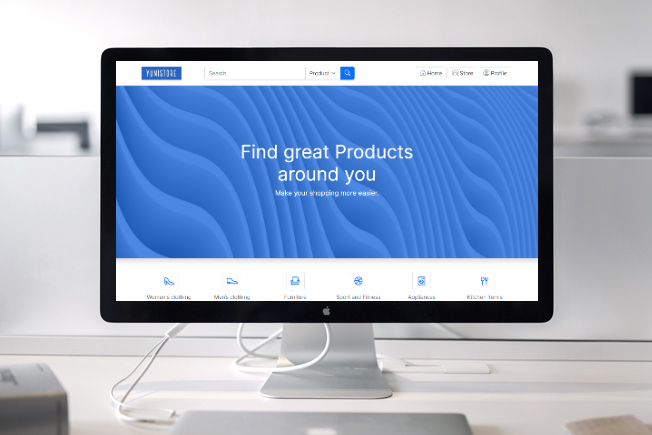 YUMISTORE
Search
Product
Home
Store
Profile
Find great Products
around you
Make your shopping more easier.
Women's clothing
Men's clothing
Sport and Fitness
Appliances
Kitchen items